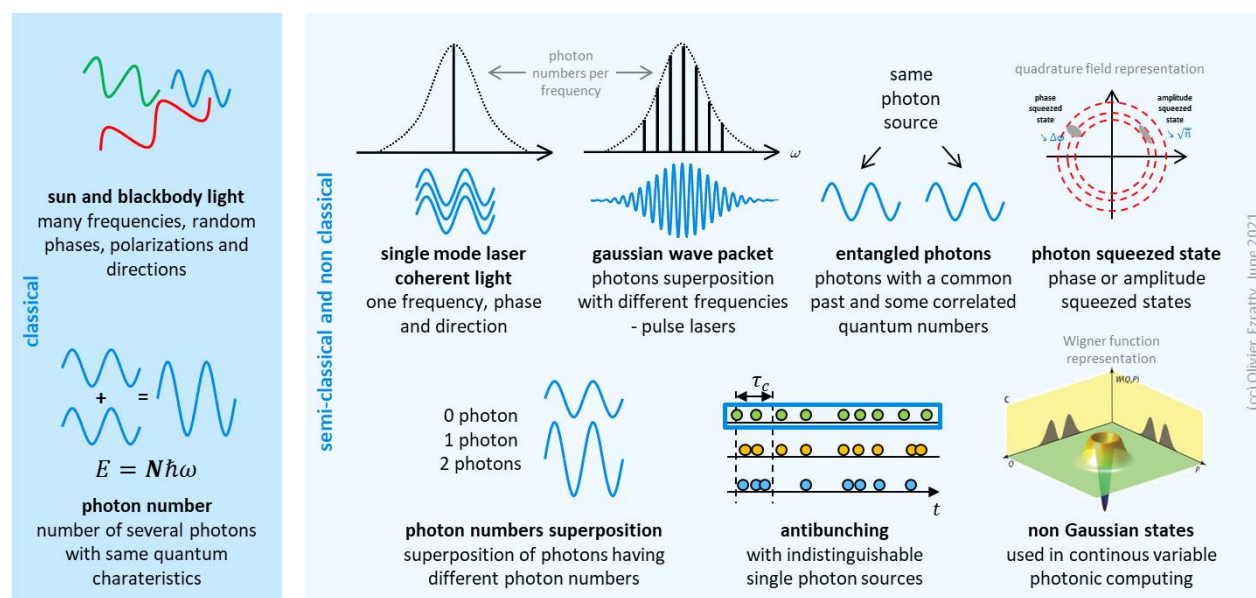 classical
sun and blackbody light
many frequencies, random
phases, polarizations and
directions
+
=
E = Nℏω
photon number
number of several photons
with same quantum
charateristics
semi-classical and non classical
photon
numbers per
frequency
ω
single mode laser
coherent light
one frequency, phase
and direction
gaussian wave packet
photons superposition
with different frequencies
- pulse lasers
same
photon
source
entangled photons
photons with a common
past and some correlated
quantum numbers
quadrature field representation
phase
squeezed
state
↘ Δφ
amplitude
squeezed
state
↘ √n̅
photon squeezed state
phase or amplitude
squeezed states
0 photon
1 photon
2 photons
photon numbers superposition
superposition of photons having
different photon numbers
τc
t
antibunching
with indistinguishable
single photon sources
Wigner function
representation
W(Q,P)
C
Q
P
non Gaussian states
used in continous variable
photonic computing
(cc) Olivier Ezratty, June 2021